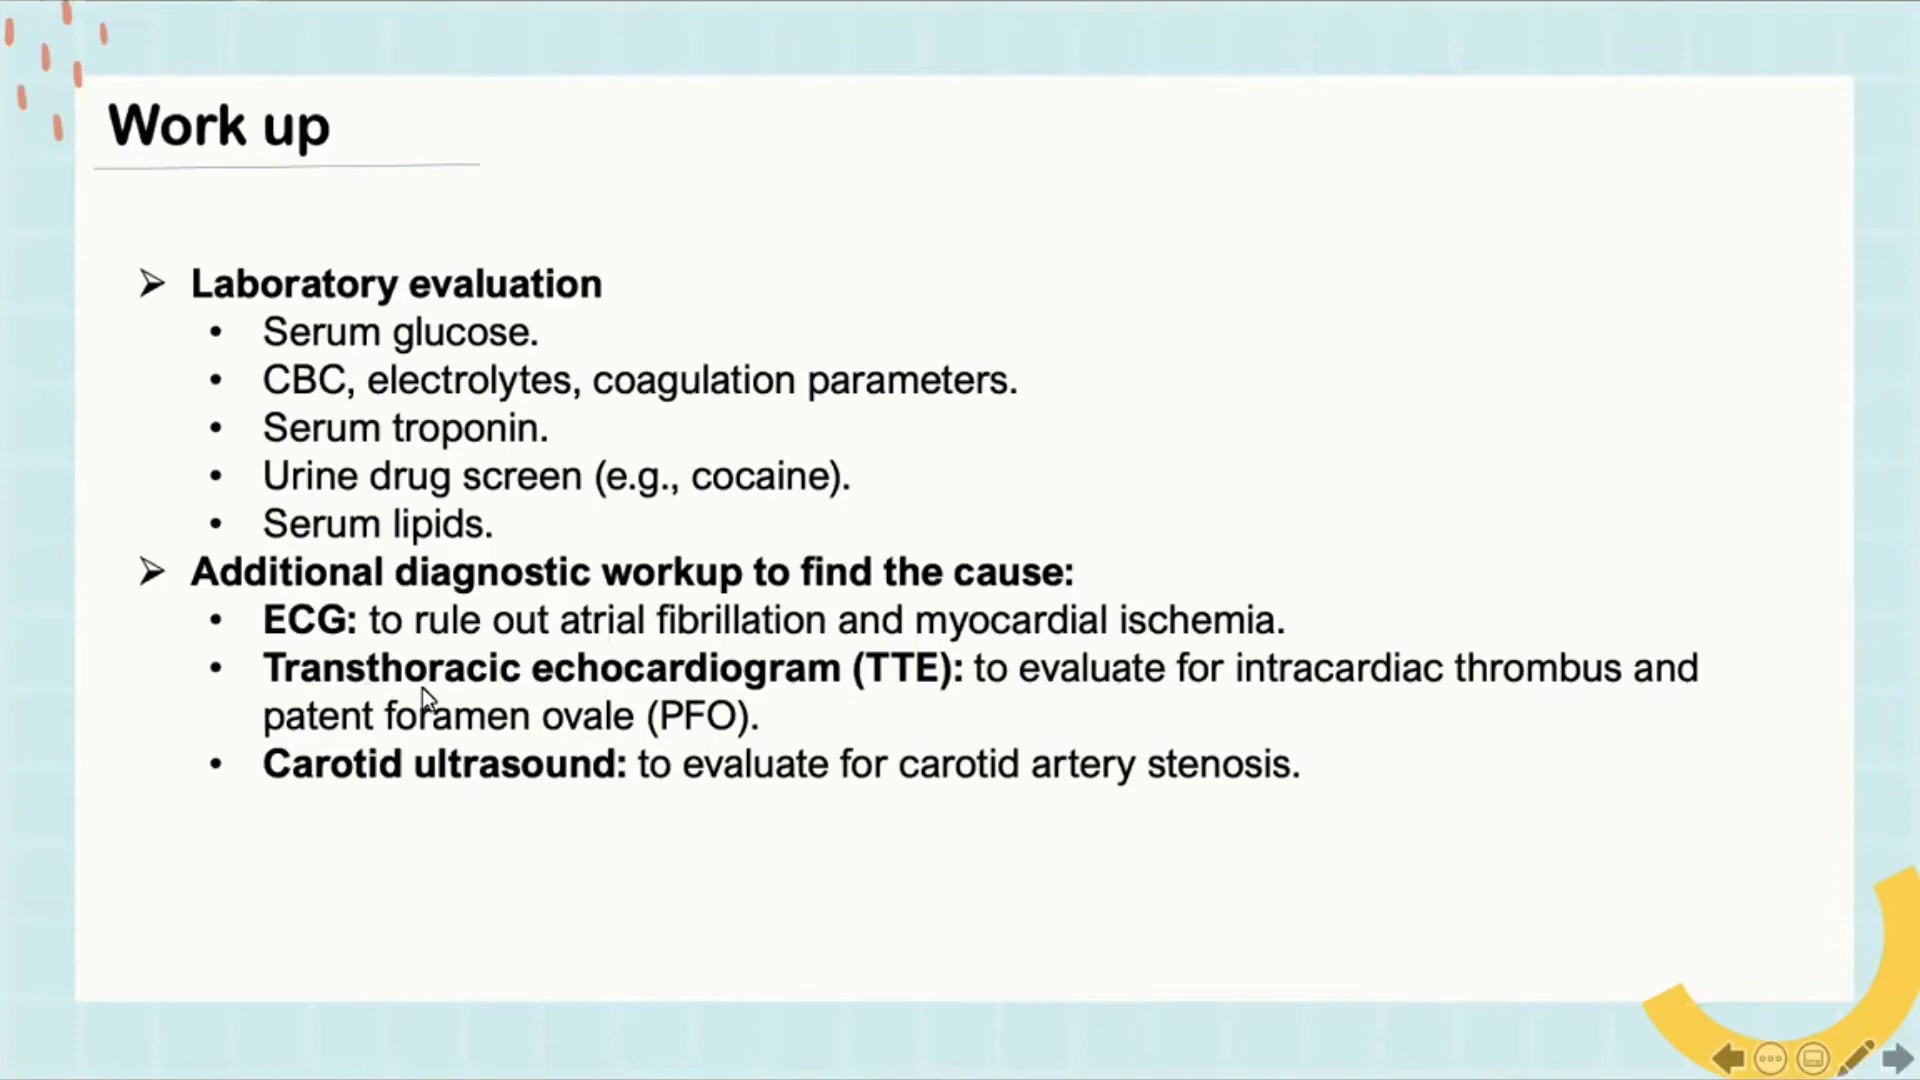 Work up
➢ Laboratory evaluation
• Serum glucose.
• CBC, electrolytes, coagulation parameters.
• Serum troponin.
• Urine drug screen (e.g., cocaine).
• Serum lipids.
➢ Additional diagnostic workup to find the cause:
• ECG: to rule out atrial fibrillation and myocardial ischemia.
• Transthoracic echocardiogram (TTE): to evaluate for intracardiac thrombus and
patent foramen ovale (PFO).
• Carotid ultrasound: to evaluate for carotid artery stenosis.